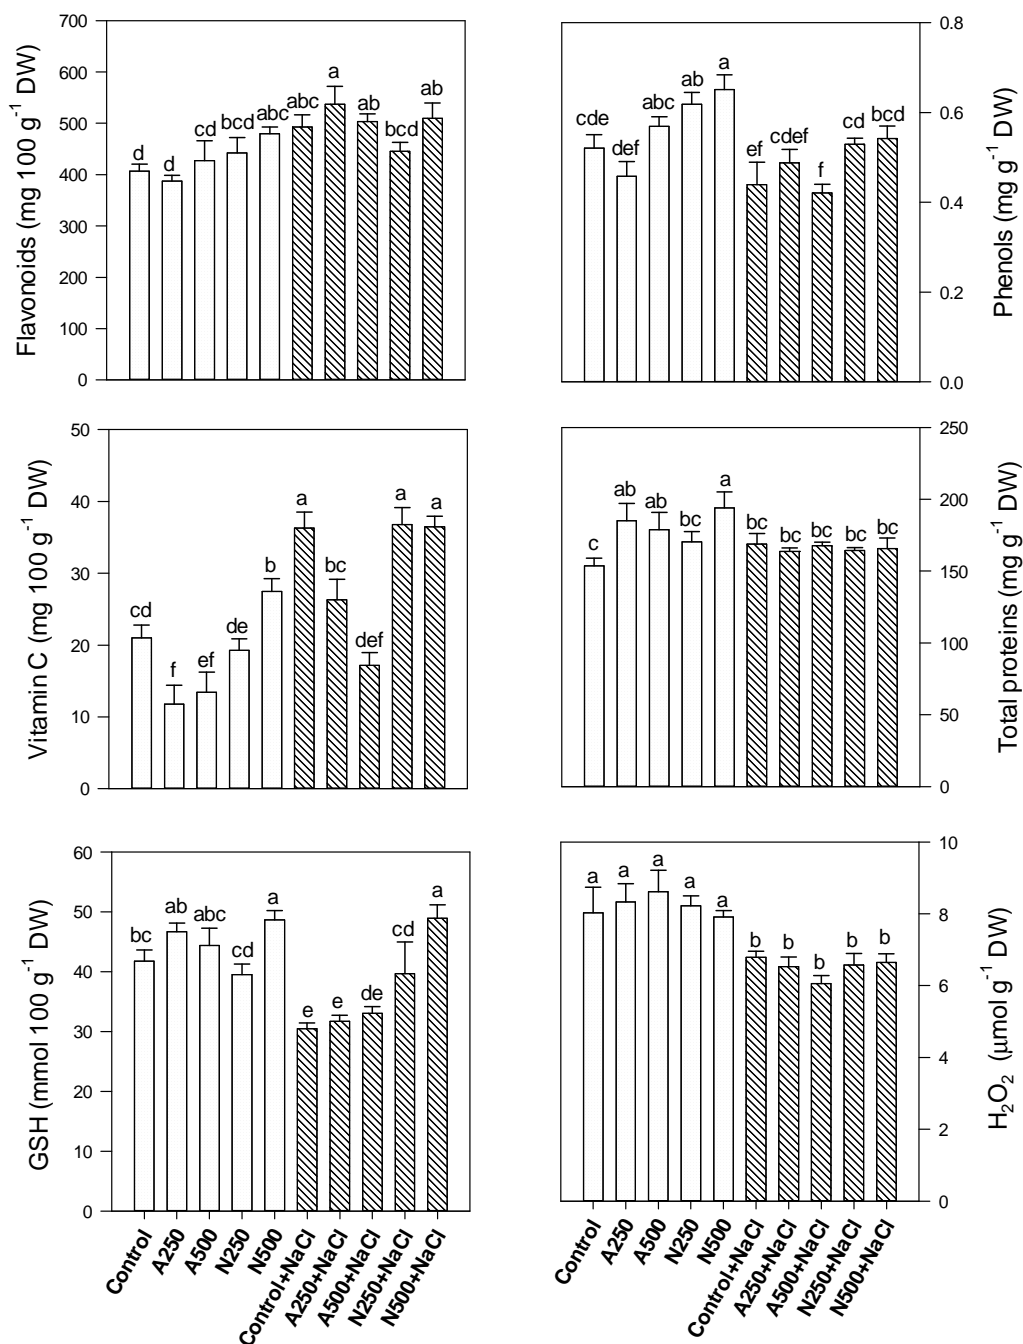 Flavonoids (mg 100 g-1 DW)
700
600
500
400
300
200
100
0
d d cd bcd abc abc a ab bcd ab
Phenols (mg g-1 DW)
0.8
0.6
0.4
0.2
0.0
cde def abc ab a ef cdef f cd bcd
Vitamin C (mg 100 g-1 DW)
50
40
30
20
10
0
cd f ef de b a bc def a a
Total proteins (mg g-1 DW)
250
200
150
100
50
0
c ab ab bc a bc bc bc bc bc
GSH (mmol 100 g-1 DW)
60
50
40
30
20
10
0
bc ab abc cd a e e de cd a
Control
A250
A500
N250
N500
Control+NaCl
A250+NaCl
A500+NaCl
N250+NaCl
N500+NaCl
H2O2 (μmol g-1 DW)
10
8
6
4
2
0
a a a a a b b b b b
Control
A250
A500
N250
N500
Control+NaCl
A250+NaCl
A500+NaCl
N250+NaCl
N500+NaCl